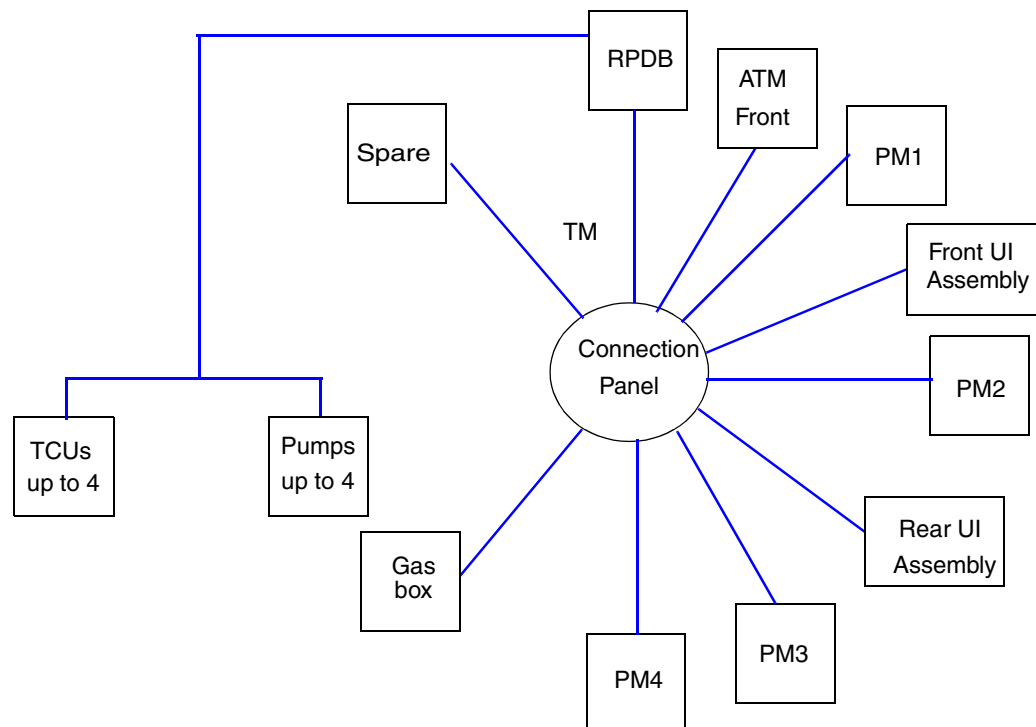 RPDB
ATM
Front
Spare
PM1
TM
Front UI
Assembly
Connection
Panel
PM2
TCUs
up to 4
Pumps
up to 4
Rear UI
Assembly
Gas
box
PM3
PM4